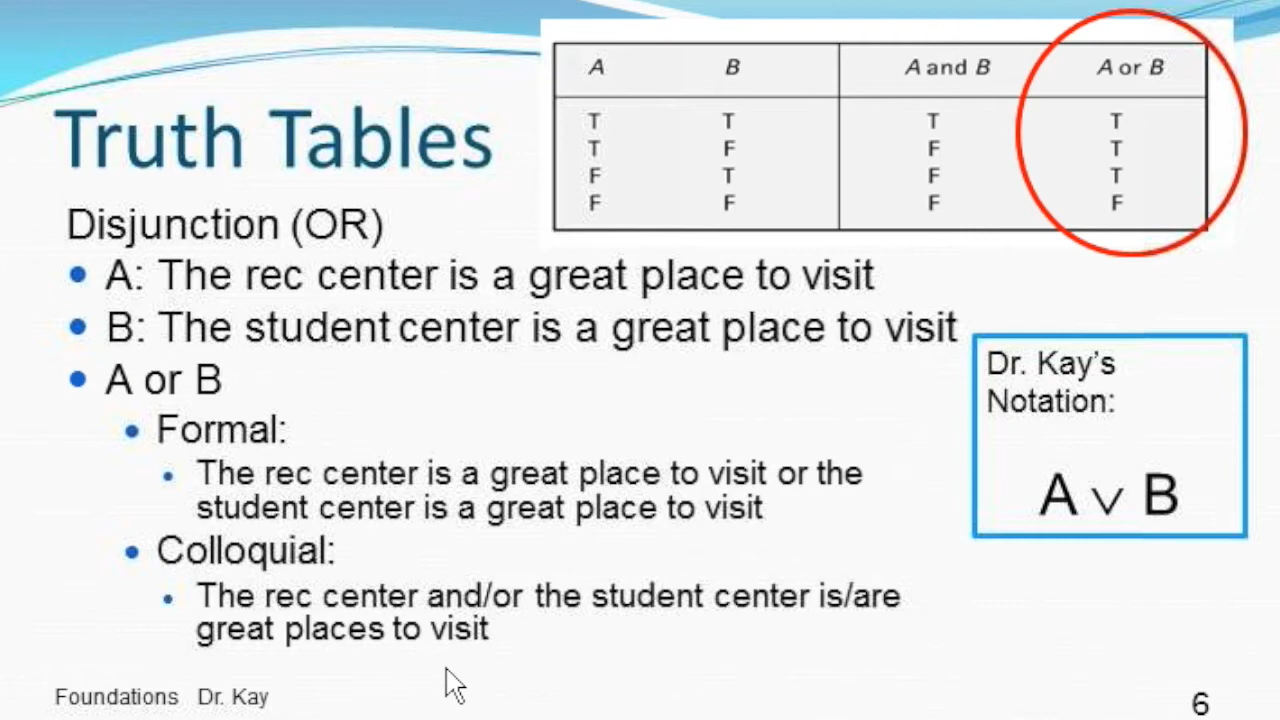 A B A and B A or B
T T T T
T F F T
F T F T
F F F F
Truth Tables
Disjunction (OR)
A: The rec center is a great place to visit
B: The student center is a great place to visit
A or B
Formal:
The rec center is a great place to visit or the
student center is a great place to visit
Colloquial:
The rec center and/or the student center is/are
great places to visit
Dr. Kay’s
Notation:
A ∨ B
Foundations Dr. Kay
6